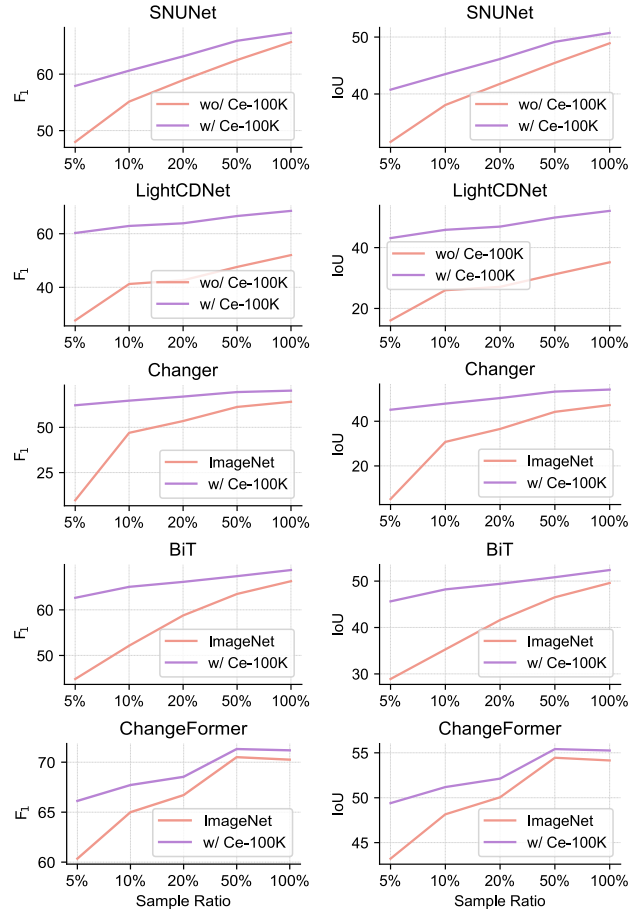 SNUNet
F1
60
50
wo/ Ce-100K
w/ Ce-100K
5% 10% 20% 50% 100%
SNUNet
IoU
50
40
wo/ Ce-100K
w/ Ce-100K
5% 10% 20% 50% 100%
LightCDNet
F1
60
40
wo/ Ce-100K
w/ Ce-100K
5% 10% 20% 50% 100%
LightCDNet
IoU
40
20
wo/ Ce-100K
w/ Ce-100K
5% 10% 20% 50% 100%
Changer
F1
50
25
ImageNet
w/ Ce-100K
5% 10% 20% 50% 100%
Changer
IoU
40
20
ImageNet
w/ Ce-100K
5% 10% 20% 50% 100%
BiT
F1
60
50
ImageNet
w/ Ce-100K
5% 10% 20% 50% 100%
BiT
IoU
50
40
30
ImageNet
w/ Ce-100K
5% 10% 20% 50% 100%
ChangeFormer
F1
70
65
60
ImageNet
w/ Ce-100K
5% 10% 20% 50% 100%
Sample Ratio
ChangeFormer
IoU
55
50
45
ImageNet
w/ Ce-100K
5% 10% 20% 50% 100%
Sample Ratio